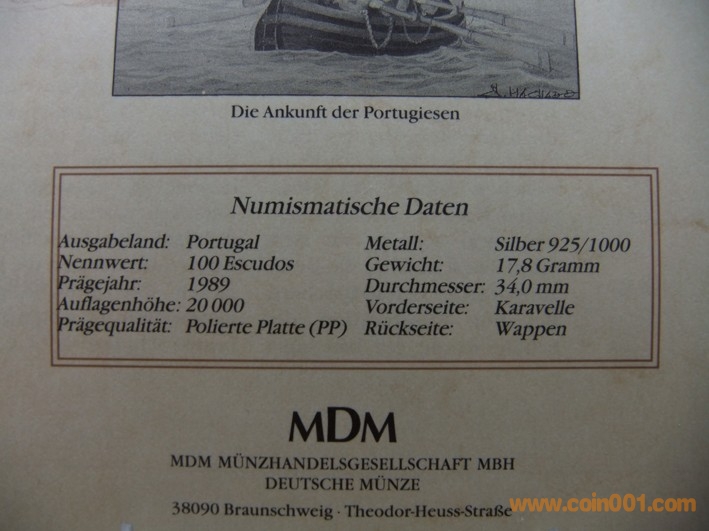 Die Ankunft der Portugiesen
Numismatische Daten
Ausgabeland: Portugal Metall: Silber 925/1000
Nennwert: 100 Escudos Gewicht: 17,8 Gramm
Prägejahr: 1989 Durchmesser: 34,0 mm
Auflagenhöhe: 20 000 Vorderseite: Karavelle
Prägequalität: Polierte Platte (PP) Rückseite: Wappen
MDM
MDM MÜNZHANDELSGESELLSCHAFT MBH
DEUTSCHE MÜNZE
38090 Braunschweig · Theodor-Heuss-Straße
www.coin001.com